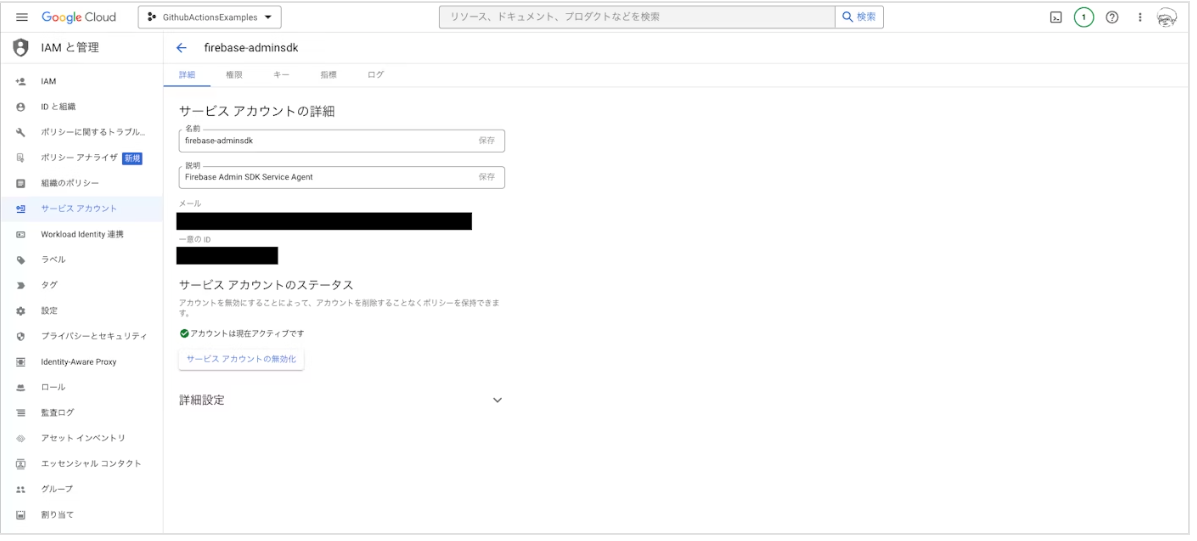 Google Cloud
GithubActionsExamples
リソース、ドキュメント、プロダクトなどを検索
検索
1
IAM と管理
firebase-adminsdk
IAM
ID と組織
ポリシーに関するトラブル...
ポリシー アナライザ 新規
組織のポリシー
サービス アカウント
Workload Identity 連携
ラベル
タグ
設定
プライバシーとセキュリティ
Identity-Aware Proxy
ロール
監査ログ
アセット インベントリ
エッセンシャル コンタクト
グループ
割り当て
詳細 権限 キー 指標 ログ
サービス アカウントの詳細
名前
firebase-adminsdk 保存
説明
Firebase Admin SDK Service Agent 保存
メール
一意の ID
サービス アカウントのステータス
アカウントを無効にすることによって、アカウントを削除することなくポリシーを保持できま
す。
アカウントは現在アクティブです
サービス アカウントの無効化
詳細設定